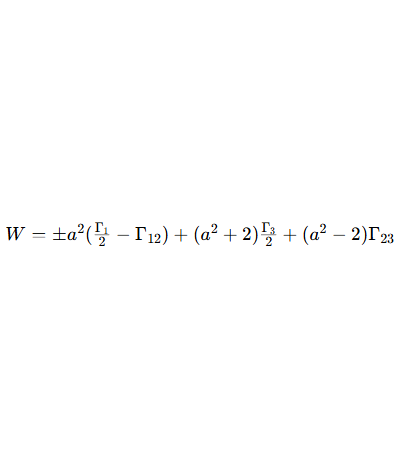 W = ±a²(Γ₁/2 − Γ₁₂) + (a² + 2)Γ₃/2 + (a² − 2)Γ₂₃